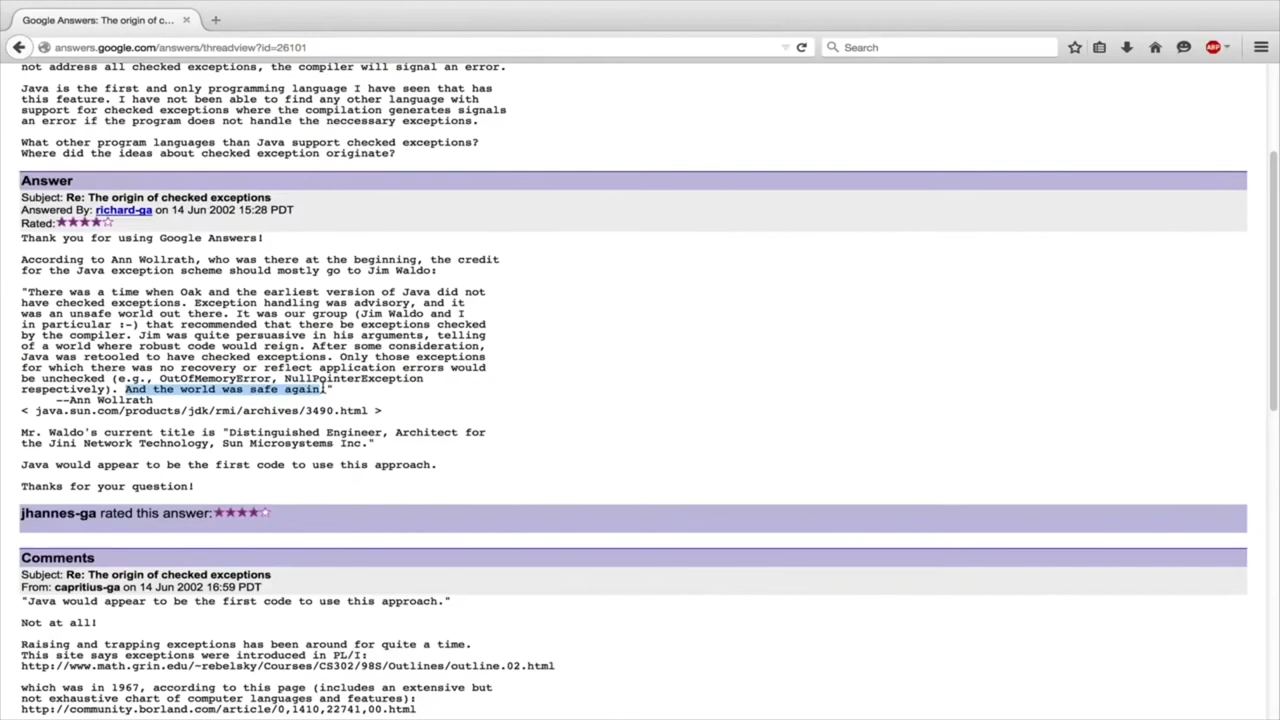 Google Answers: The origin of c...
answers.google.com/answers/threadview?id=26101
Search
ABP
not address all checked exceptions, the compiler will signal an error.
Java is the first and only programming language I have seen that has
this feature. I have not been able to find any other language with
support for checked exceptions where the compilation generates signals
an error if the program does not handle the neccessary exceptions.
What other program languages than Java support checked exceptions?
Where did the ideas about checked exception originate?
Answer
Subject: Re: The origin of checked exceptions
Answered By: richard-ga on 14 Jun 2002 15:28 PDT
Rated:
Thank you for using Google Answers!
According to Ann Wollrath, who was there at the beginning, the credit
for the Java exception scheme should mostly go to Jim Waldo:
"There was a time when Oak and the earliest version of Java did not
have checked exceptions. Exception handling was advisory, and it
was an unsafe world out there. It was our group (Jim Waldo and I
in particular :-) that recommended that there be exceptions checked
by the compiler. Jim was quite persuasive in his arguments, telling
of a world where robust code would reign. After some consideration,
Java was retooled to have checked exceptions. Only those exceptions
for which there was no recovery or reflect application errors would
be unchecked (e.g., OutOfMemoryError, NullPointerException
respectively). And the world was safe again."
--Ann Wollrath
< java.sun.com/products/jdk/rmi/archives/3490.html >
Mr. Waldo's current title is "Distinguished Engineer, Architect for
the Jini Network Technology, Sun Microsystems Inc."
Java would appear to be the first code to use this approach.
Thanks for your question!
jhannes-ga rated this answer:
Comments
Subject: Re: The origin of checked exceptions
From: capritius-ga on 14 Jun 2002 16:59 PDT
"Java would appear to be the first code to use this approach."
Not at all!
Raising and trapping exceptions has been around for quite a time.
This site says exceptions were introduced in PL/I:
http://www.math.grin.edu/~rebelsky/Courses/CS302/98S/Outlines/outline.02.html
which was in 1967, according to this page (includes an extensive but
not exhaustive chart of computer languages and features):
http://community.borland.com/article/0,1410,22741,00.html